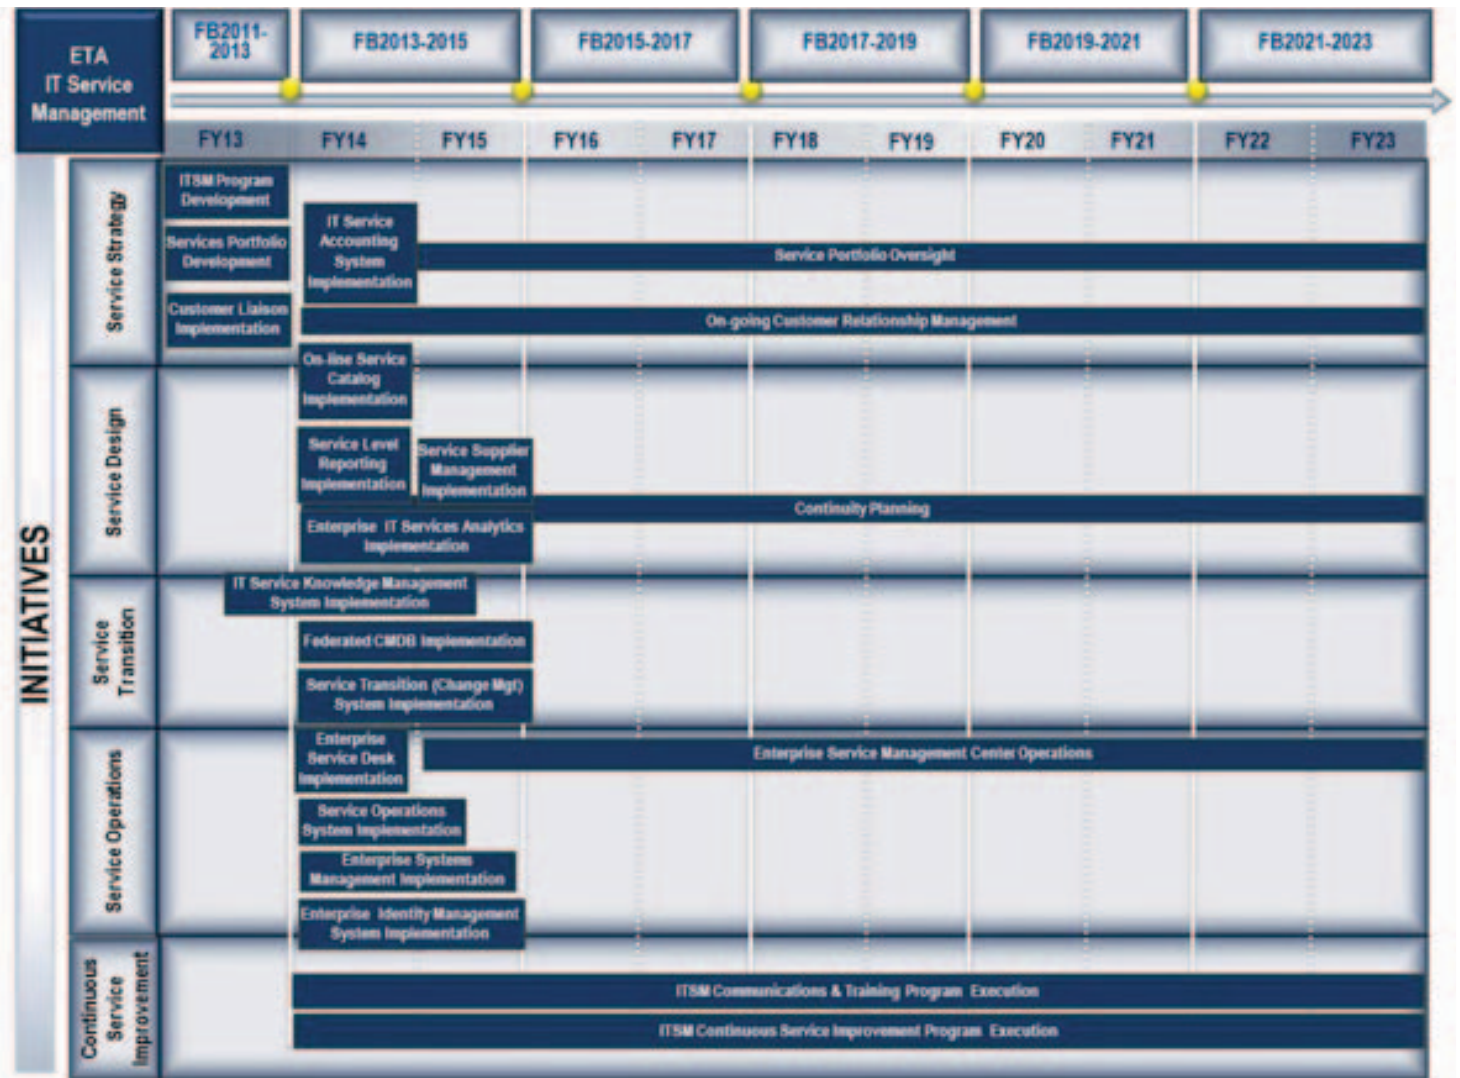 ETA
IT Service
Management
FB2011-
2013
FB2013-2015
FB2015-2017
FB2017-2019
FB2019-2021
FB2021-2023
FY13
FY14
FY15
FY16
FY17
FY18
FY19
FY20
FY21
FY22
FY23
INITIATIVES
Service Strategy
ITSM Program
Development
Services Portfolio
Development
Customer Liaison
Implementation
IT Service
Accounting
System
Implementation
Service Portfolio Oversight
On-going Customer Relationship Management
Service Design
On-line Service
Catalog
Implementation
Service Level
Reporting
Implementation
Service Supplier
Management
Implementation
Continuity Planning
Enterprise IT Services Analytics
Implementation
Service
Transition
IT Service Knowledge Management
System Implementation
Federated CMDB Implementation
Service Transition (Change Mgt)
System Implementation
Service Operations
Enterprise
Service Desk
Implementation
Enterprise Service Management Center Operations
Service Operations
System Implementation
Enterprise Systems
Management Implementation
Enterprise Identity Management
System Implementation
Continuous
Service
Improvement
ITSM Communications & Training Program Execution
ITSM Continuous Service Improvement Program Execution